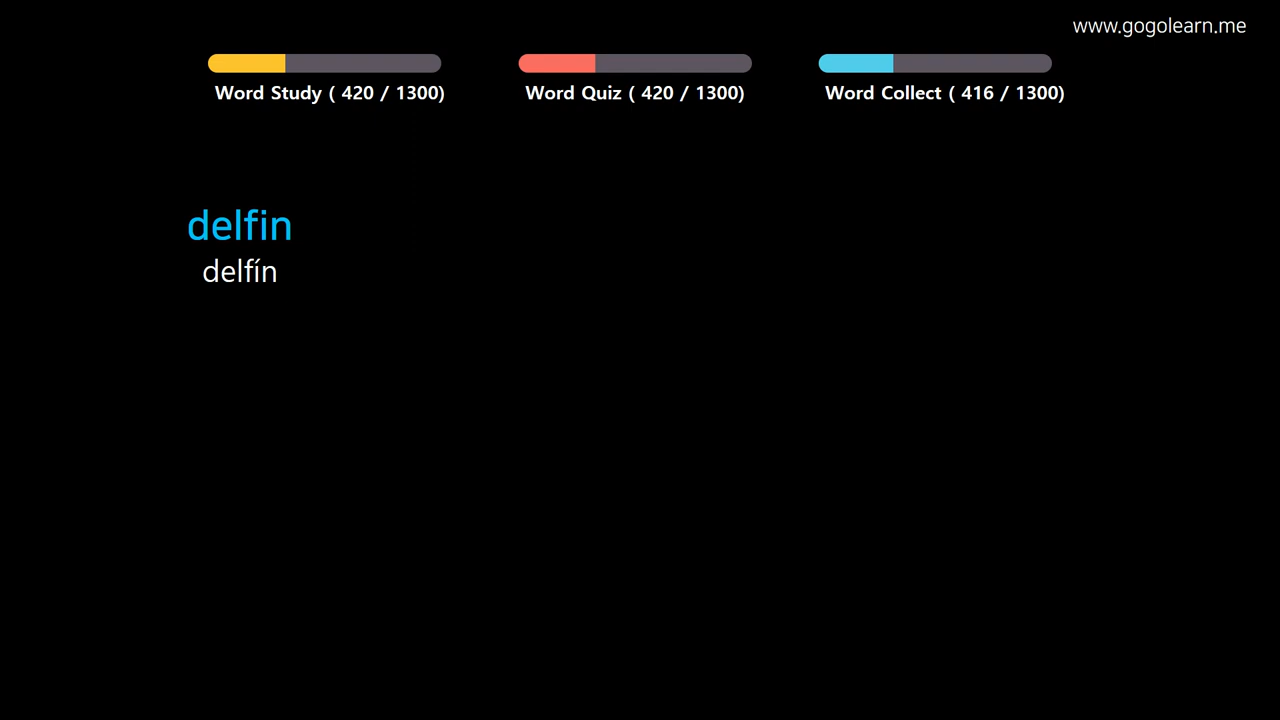 www.gogolearn.me
Word Study ( 420 / 1300)
Word Quiz ( 420 / 1300)
Word Collect ( 416 / 1300)
delfin
delfín